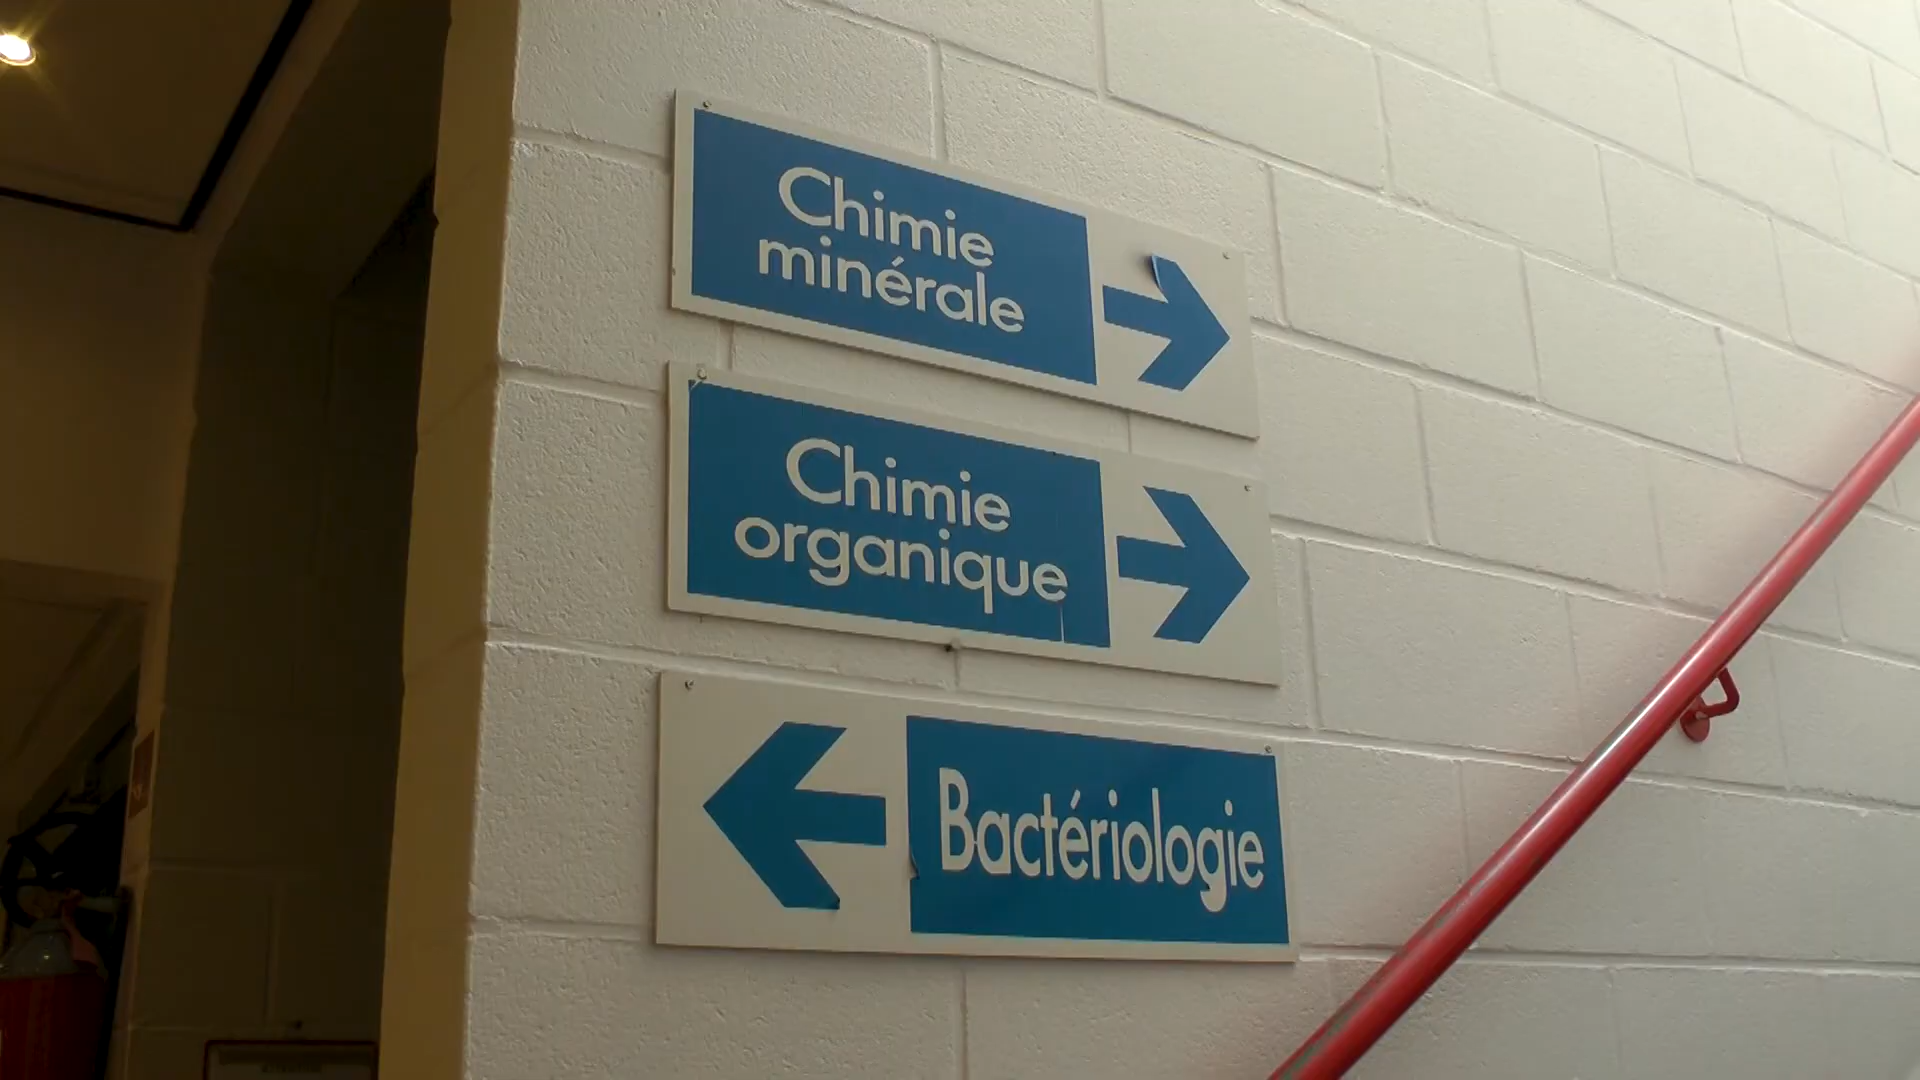 Chimie
minérale
Chimie
organique
Bactériologie